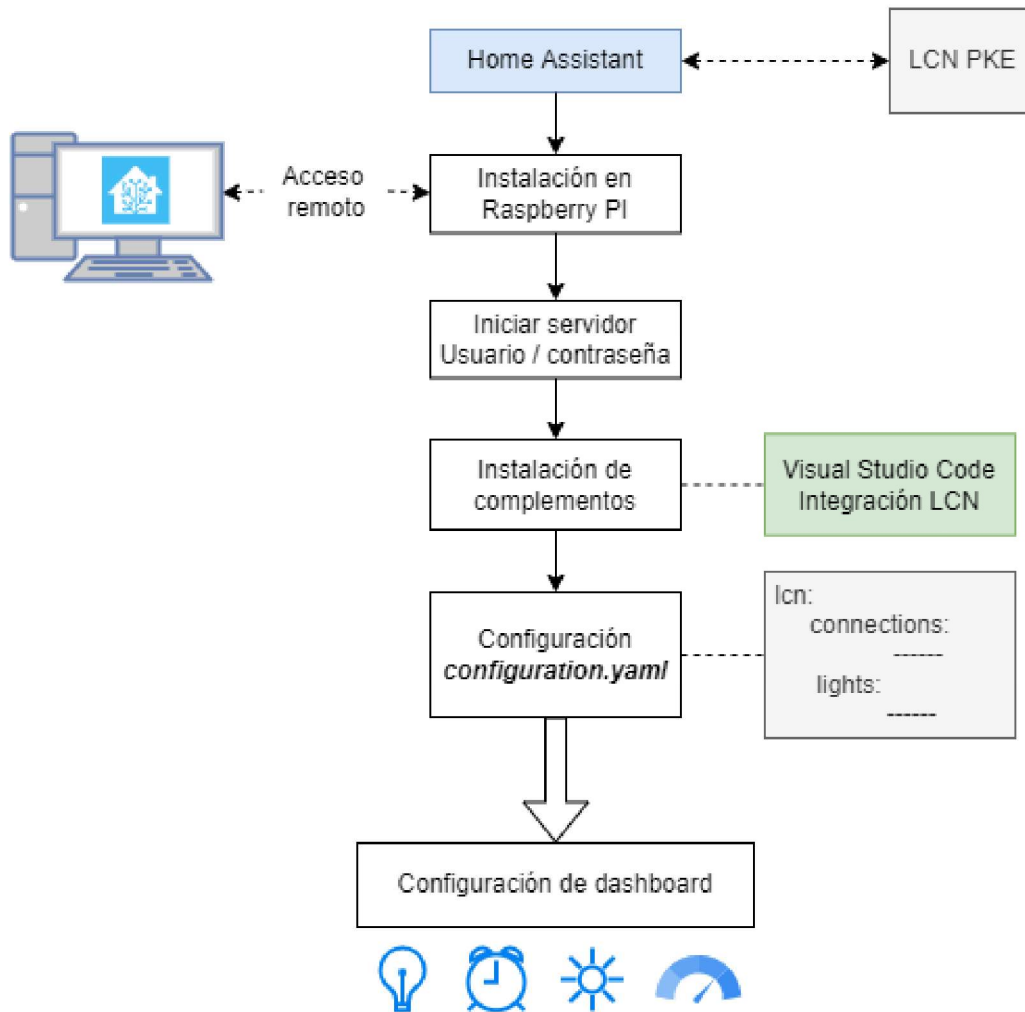 Home Assistant
LCN PKE
Acceso
remoto
Instalación en
Raspberry PI
Iniciar servidor
Usuario / contraseña
Instalación de
complementos
Visual Studio Code
Integración LCN
Configuración
configuration.yaml
lcn:
connections:
------
lights:
------
Configuración de dashboard